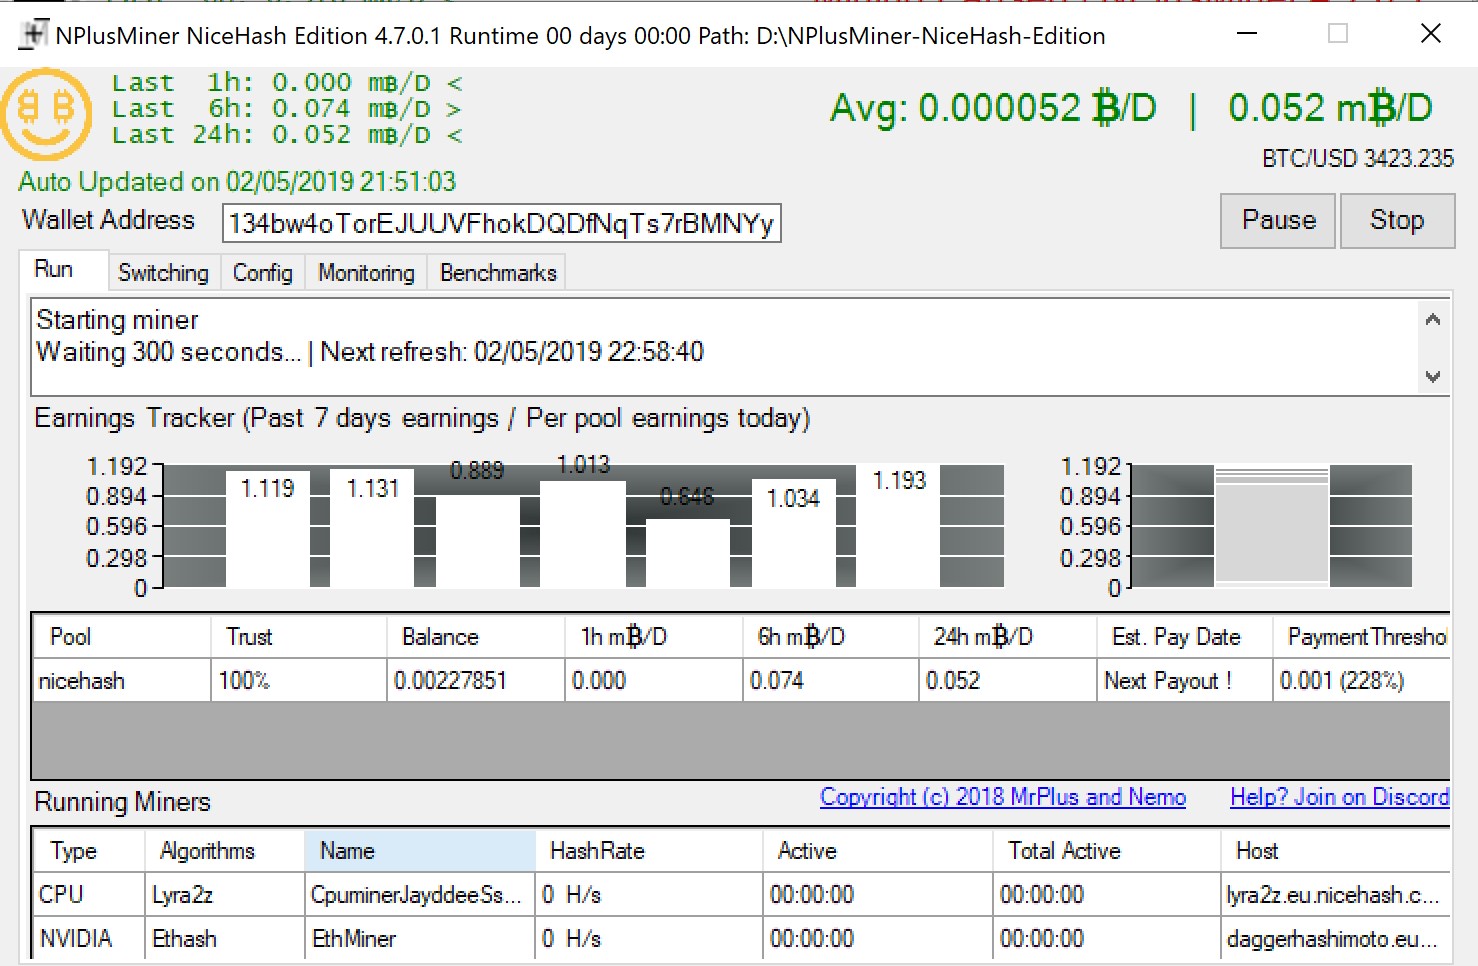 NPlusMiner NiceHash Edition 4.7.0.1 Runtime 00 days 00:00 Path: D:\NPlusMiner-NiceHash-Edition
Last 1h: 0.000 m₿/D <
Last 6h: 0.074 m₿/D >
Last 24h: 0.052 m₿/D <
Avg: 0.000052 ₿/D | 0.052 m₿/D
BTC/USD 3423.235
Auto Updated on 02/05/2019 21:51:03
Wallet Address 134bw4oTorEJUUVFhokDQDfNqTs7rBMNYy
Pause Stop
Run Switching Config Monitoring Benchmarks
Starting miner
Waiting 300 seconds... | Next refresh: 02/05/2019 22:58:40
Earnings Tracker (Past 7 days earnings / Per pool earnings today)
1.192
0.894
0.596
0.298
0
1.119 1.131 0.889 1.013 0.646 1.034 1.193
1.192
0.894
0.596
0.298
0
Pool Trust Balance 1h m₿/D 6h m₿/D 24h m₿/D Est. Pay Date PaymentThreshol
nicehash 100% 0.00227851 0.000 0.074 0.052 Next Payout ! 0.001 (228%)
Running Miners Copyright (c) 2018 MrPlus and Nemo Help? Join on Discord
Type Algorithms Name HashRate Active Total Active Host
CPU Lyra2z CpuminerJayddeeSs... 0 H/s 00:00:00 00:00:00 lyra2z.eu.nicehash.c...
NVIDIA Ethash EthMiner 0 H/s 00:00:00 00:00:00 daggerhashimoto.eu...